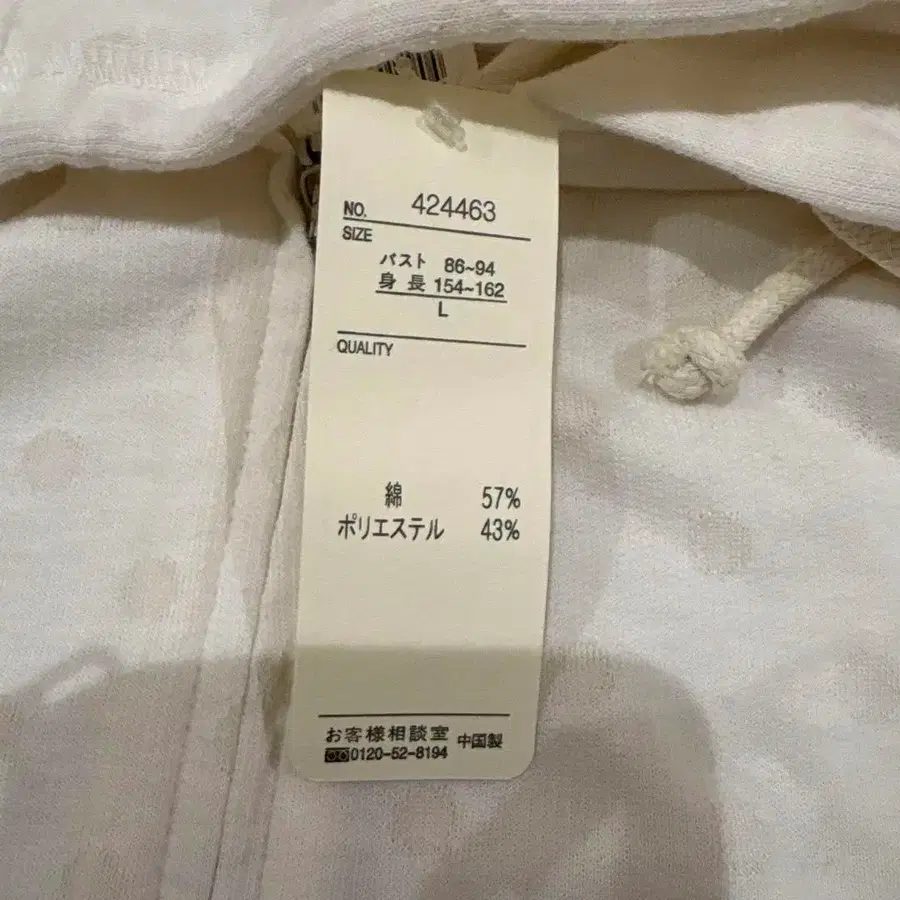 NO. 424463
SIZE
バスト 86~94
身長 154~162
L
QUALITY
綿 57%
ポリエステル 43%
お客様相談室
0120-52-8194 中国製